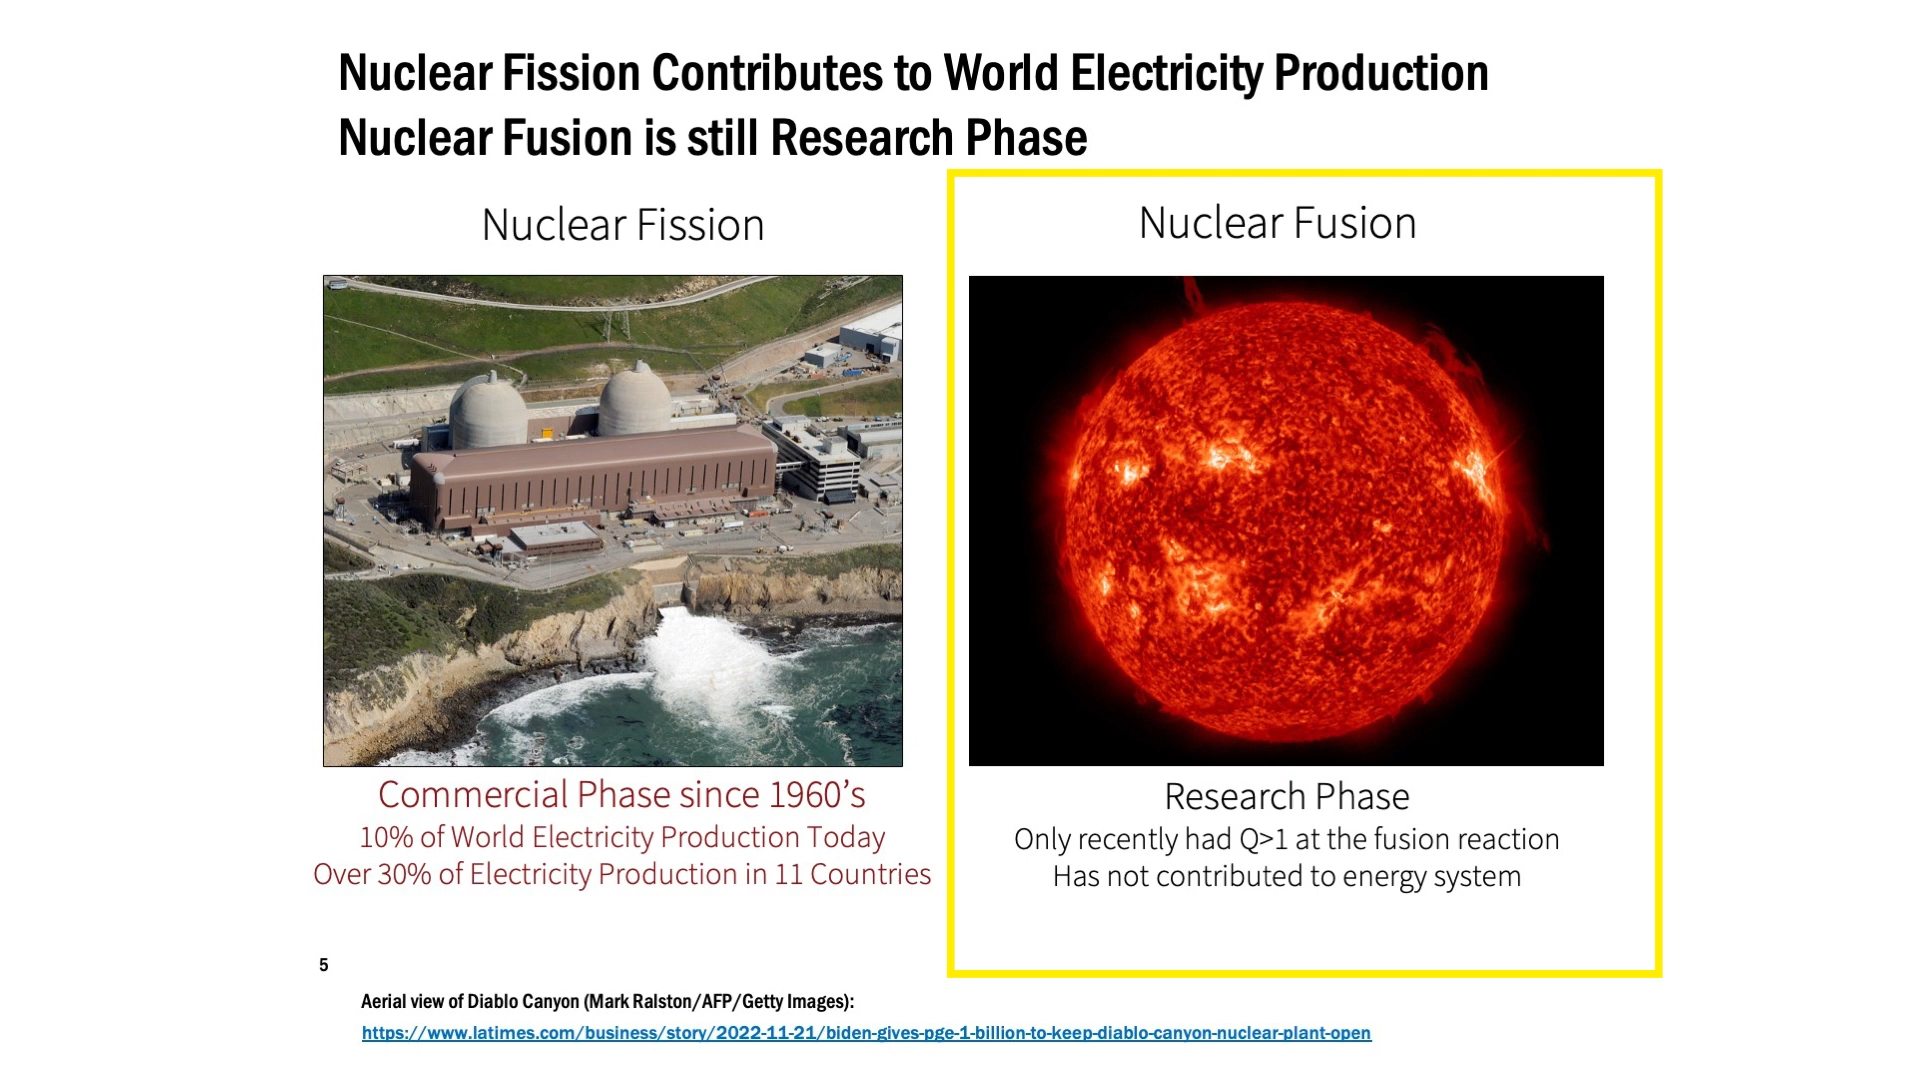 Nuclear Fission Contributes to World Electricity Production
Nuclear Fusion is still Research Phase
Nuclear Fission
Commercial Phase since 1960’s
10% of World Electricity Production Today
Over 30% of Electricity Production in 11 Countries
Nuclear Fusion
Research Phase
Only recently had Q>1 at the fusion reaction
Has not contributed to energy system
5
Aerial view of Diablo Canyon (Mark Ralston/AFP/Getty Images):
https://www.latimes.com/business/story/2022-11-21/biden-gives-pge-1-billion-to-keep-diablo-canyon-nuclear-plant-open